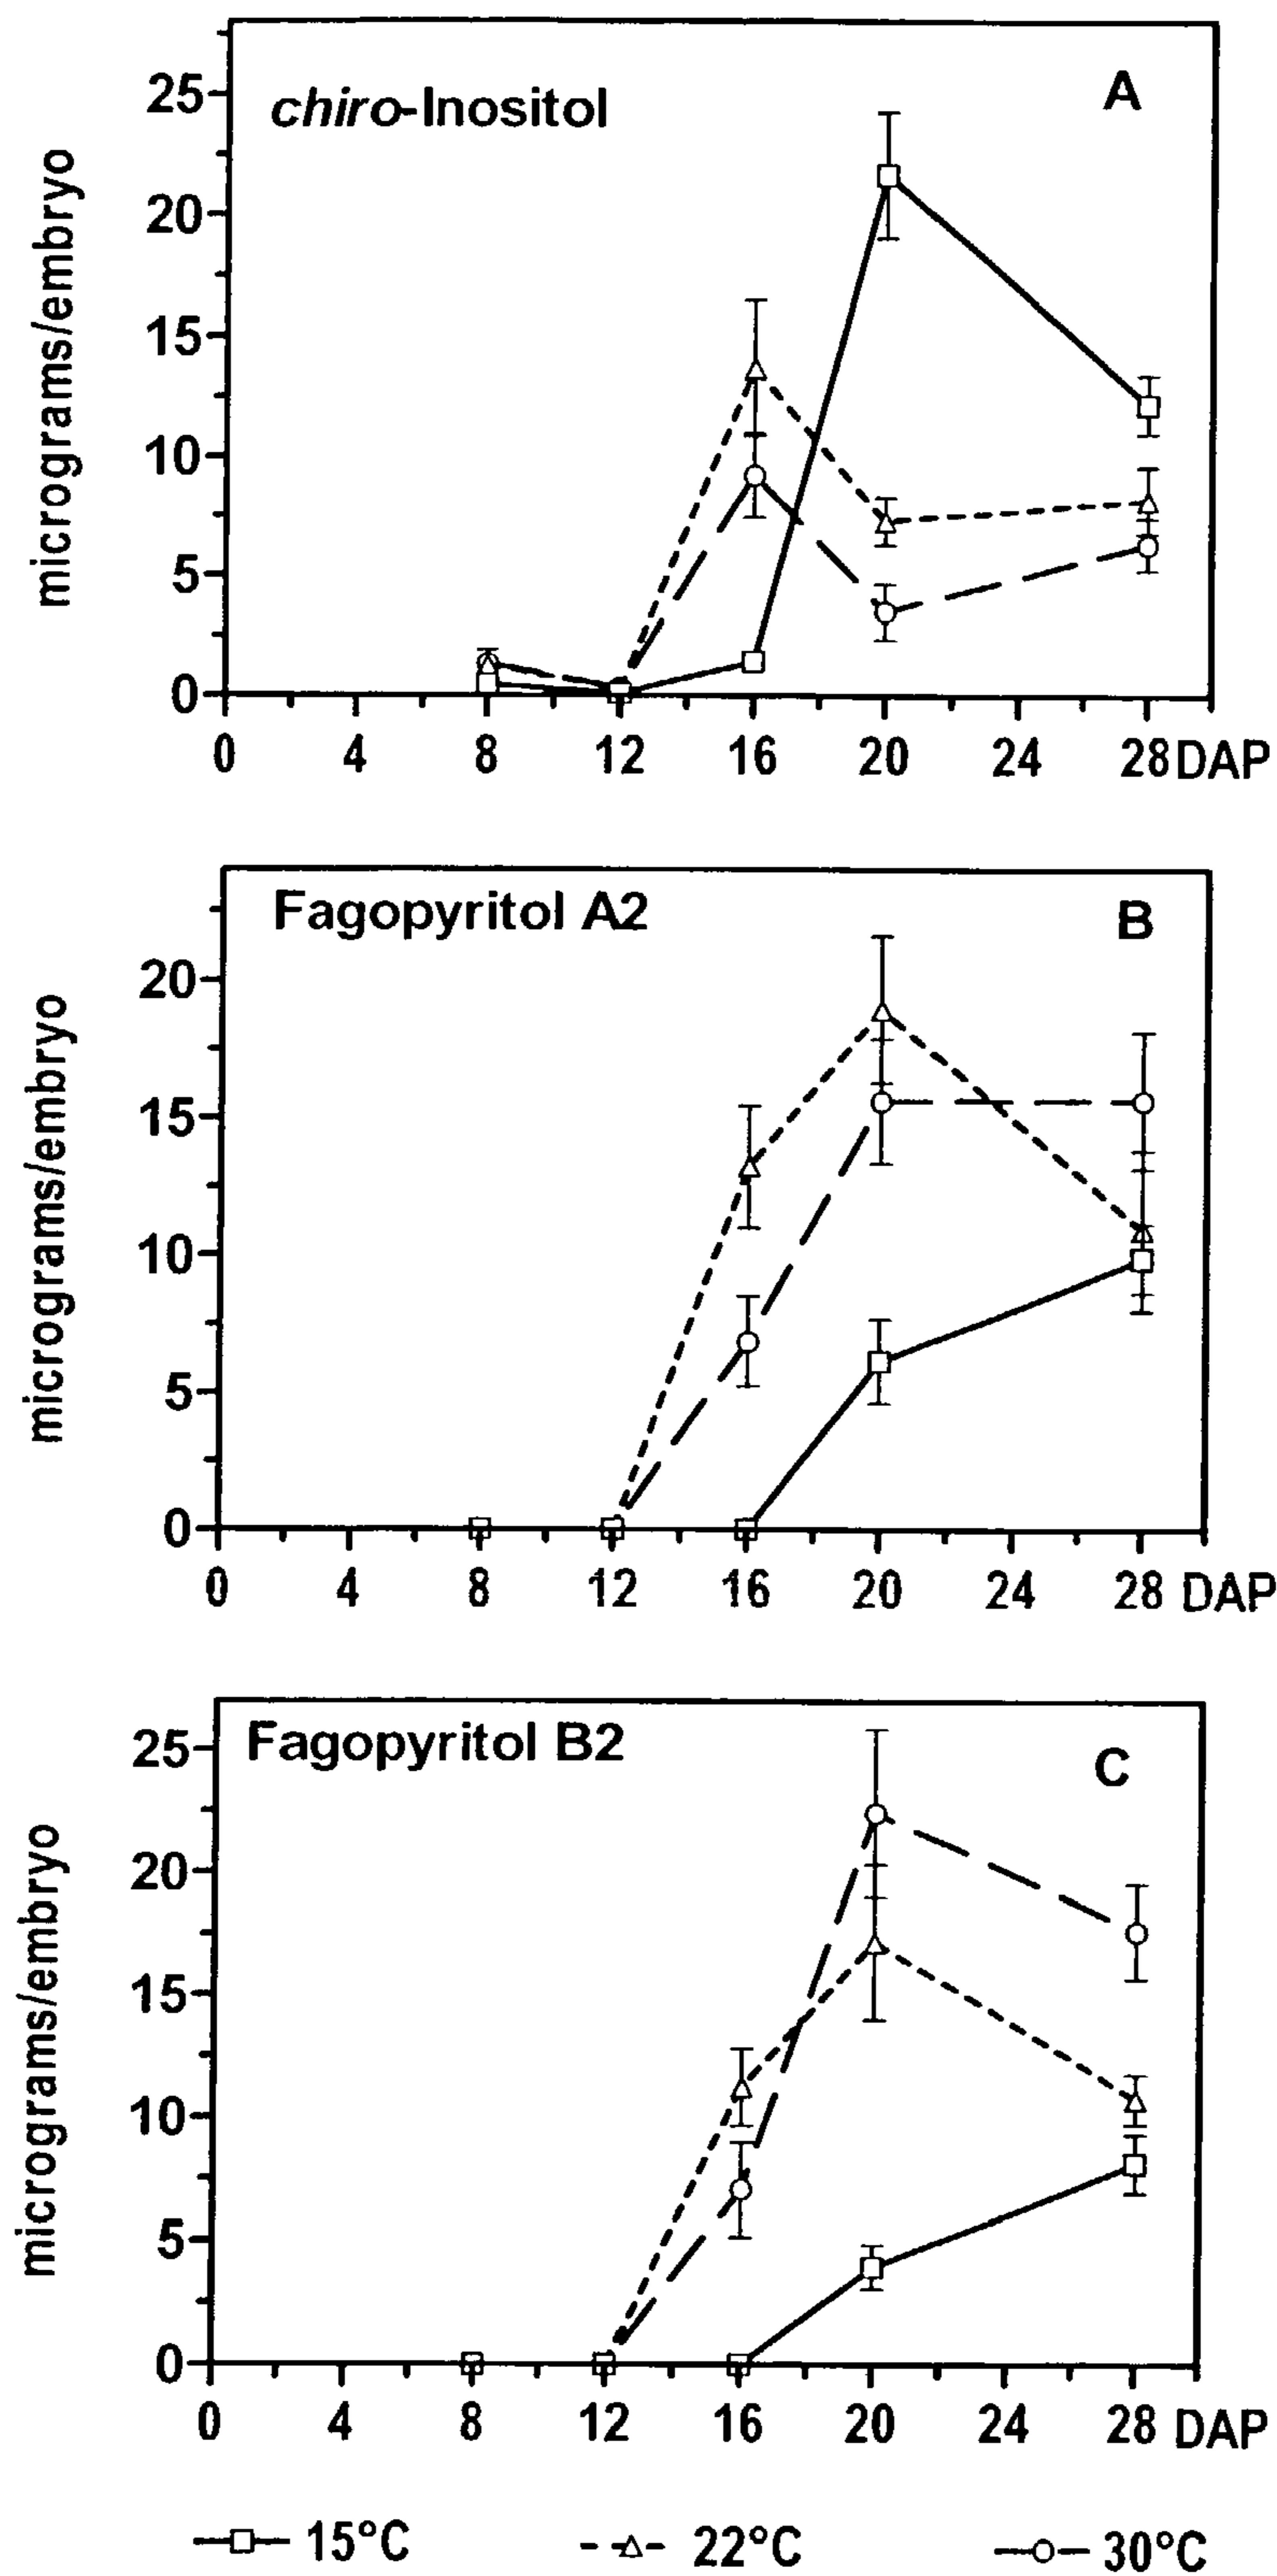 chiro-Inositol
A
micrograms/embryo
25
20
15
10
5
0
0 4 8 12 16 20 24 28 DAP
Fagopyritol A2
B
micrograms/embryo
20
15
10
5
0
0 4 8 12 16 20 24 28 DAP
Fagopyritol B2
C
micrograms/embryo
25
20
15
10
5
0
0 4 8 12 16 20 24 28 DAP
15°C 22°C 30°C